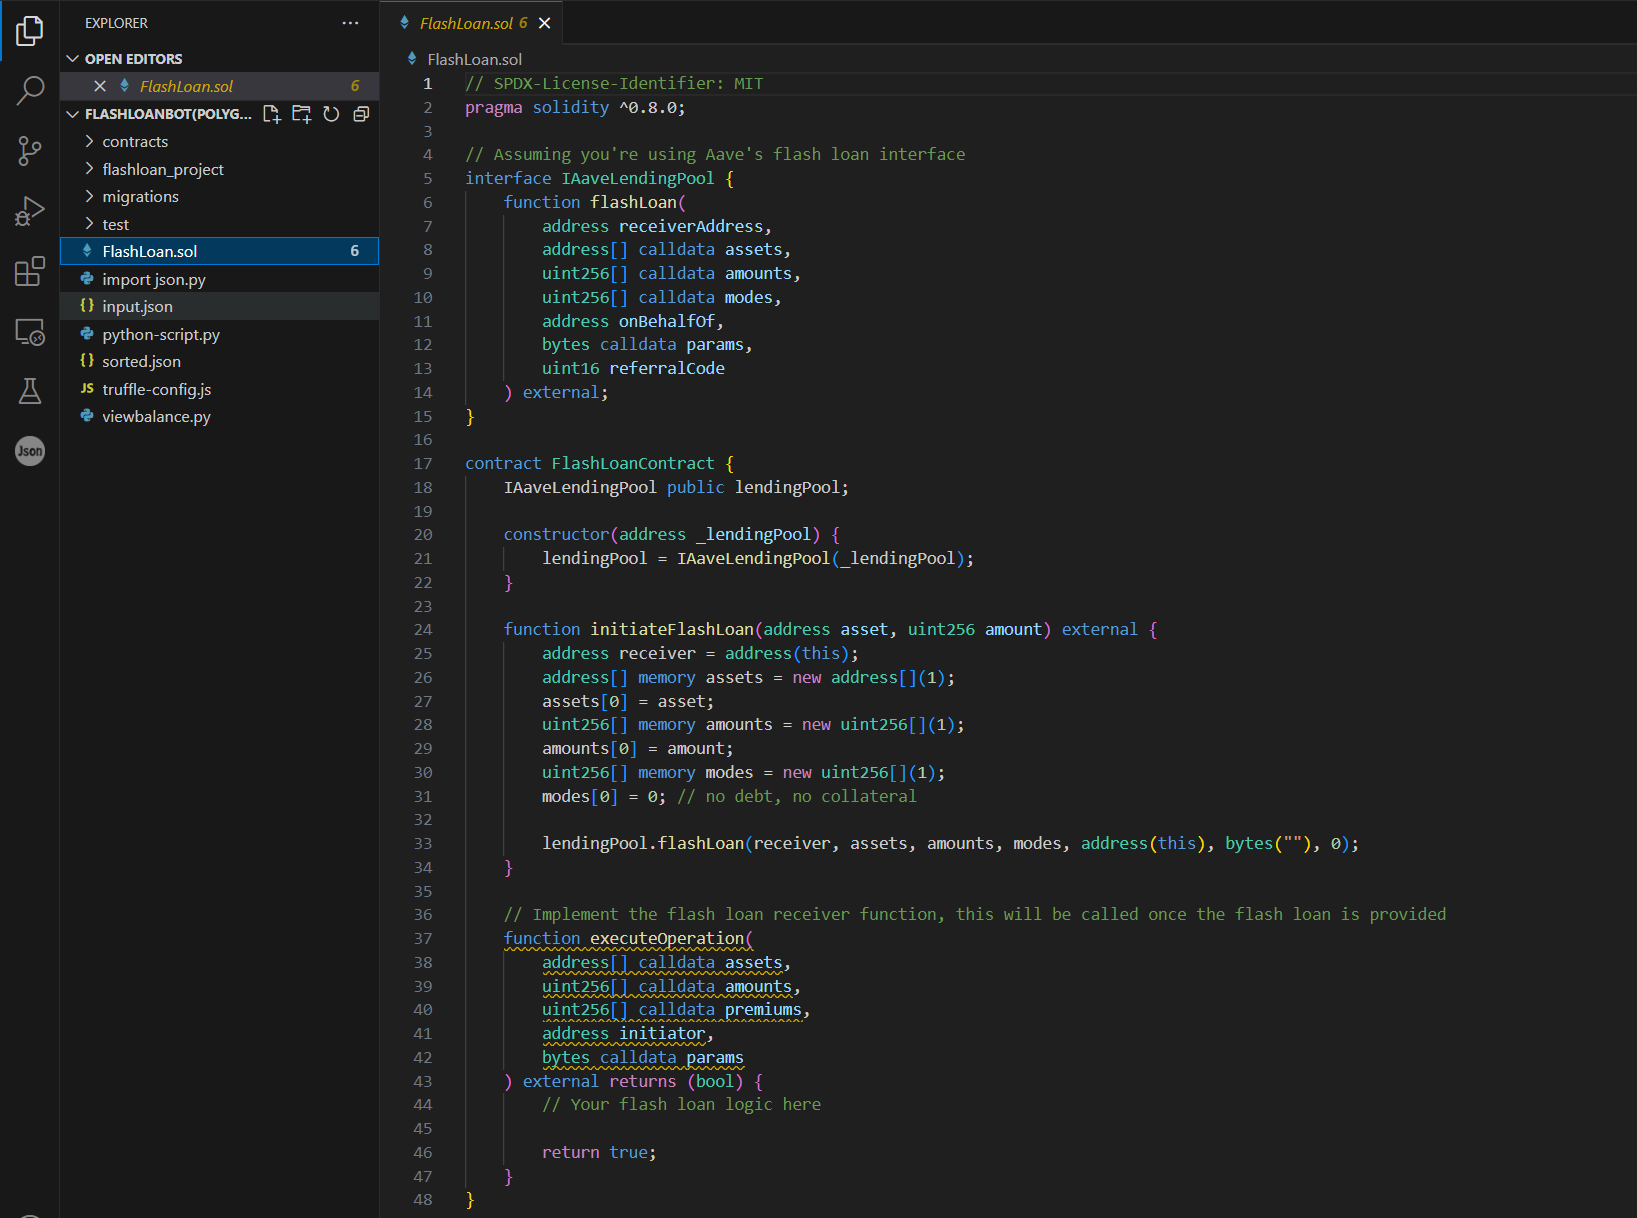 EXPLORER
OPEN EDITORS
FlashLoan.sol 6
FLASHLOANBOT(POLYG...
contracts
flashloan_project
migrations
test
FlashLoan.sol 6
import json.py
{} input.json
python-script.py
{} sorted.json
JS truffle-config.js
viewbalance.py
Json
FlashLoan.sol 6
FlashLoan.sol
1 // SPDX-License-Identifier: MIT
2 pragma solidity ^0.8.0;
3
4 // Assuming you're using Aave's flash loan interface
5 interface IAaveLendingPool {
6     function flashLoan(
7         address receiverAddress,
8         address[] calldata assets,
9         uint256[] calldata amounts,
10         uint256[] calldata modes,
11         address onBehalfOf,
12         bytes calldata params,
13         uint16 referralCode
14     ) external;
15 }
16
17 contract FlashLoanContract {
18     IAaveLendingPool public lendingPool;
19
20     constructor(address _lendingPool) {
21         lendingPool = IAaveLendingPool(_lendingPool);
22     }
23
24     function initiateFlashLoan(address asset, uint256 amount) external {
25         address receiver = address(this);
26         address[] memory assets = new address[](1);
27         assets[0] = asset;
28         uint256[] memory amounts = new uint256[](1);
29         amounts[0] = amount;
30         uint256[] memory modes = new uint256[](1);
31         modes[0] = 0; // no debt, no collateral
32
33         lendingPool.flashLoan(receiver, assets, amounts, modes, address(this), bytes(""), 0);
34     }
35
36     // Implement the flash loan receiver function, this will be called once the flash loan is provided
37     function executeOperation(
38         address[] calldata assets,
39         uint256[] calldata amounts,
40         uint256[] calldata premiums,
41         address initiator,
42         bytes calldata params
43     ) external returns (bool) {
44         // Your flash loan logic here
45
46         return true;
47     }
48 }